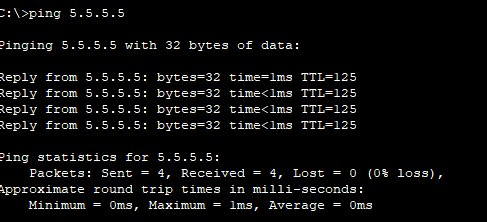 C:\>ping 5.5.5.5
Pinging 5.5.5.5 with 32 bytes of data:
Reply from 5.5.5.5: bytes=32 time=1ms TTL=125
Reply from 5.5.5.5: bytes=32 time<1ms TTL=125
Reply from 5.5.5.5: bytes=32 time<1ms TTL=125
Reply from 5.5.5.5: bytes=32 time<1ms TTL=125
Ping statistics for 5.5.5.5:
Packets: Sent = 4, Received = 4, Lost = 0 (0% loss),
Approximate round trip times in milli-seconds:
Minimum = 0ms, Maximum = 1ms, Average = 0ms